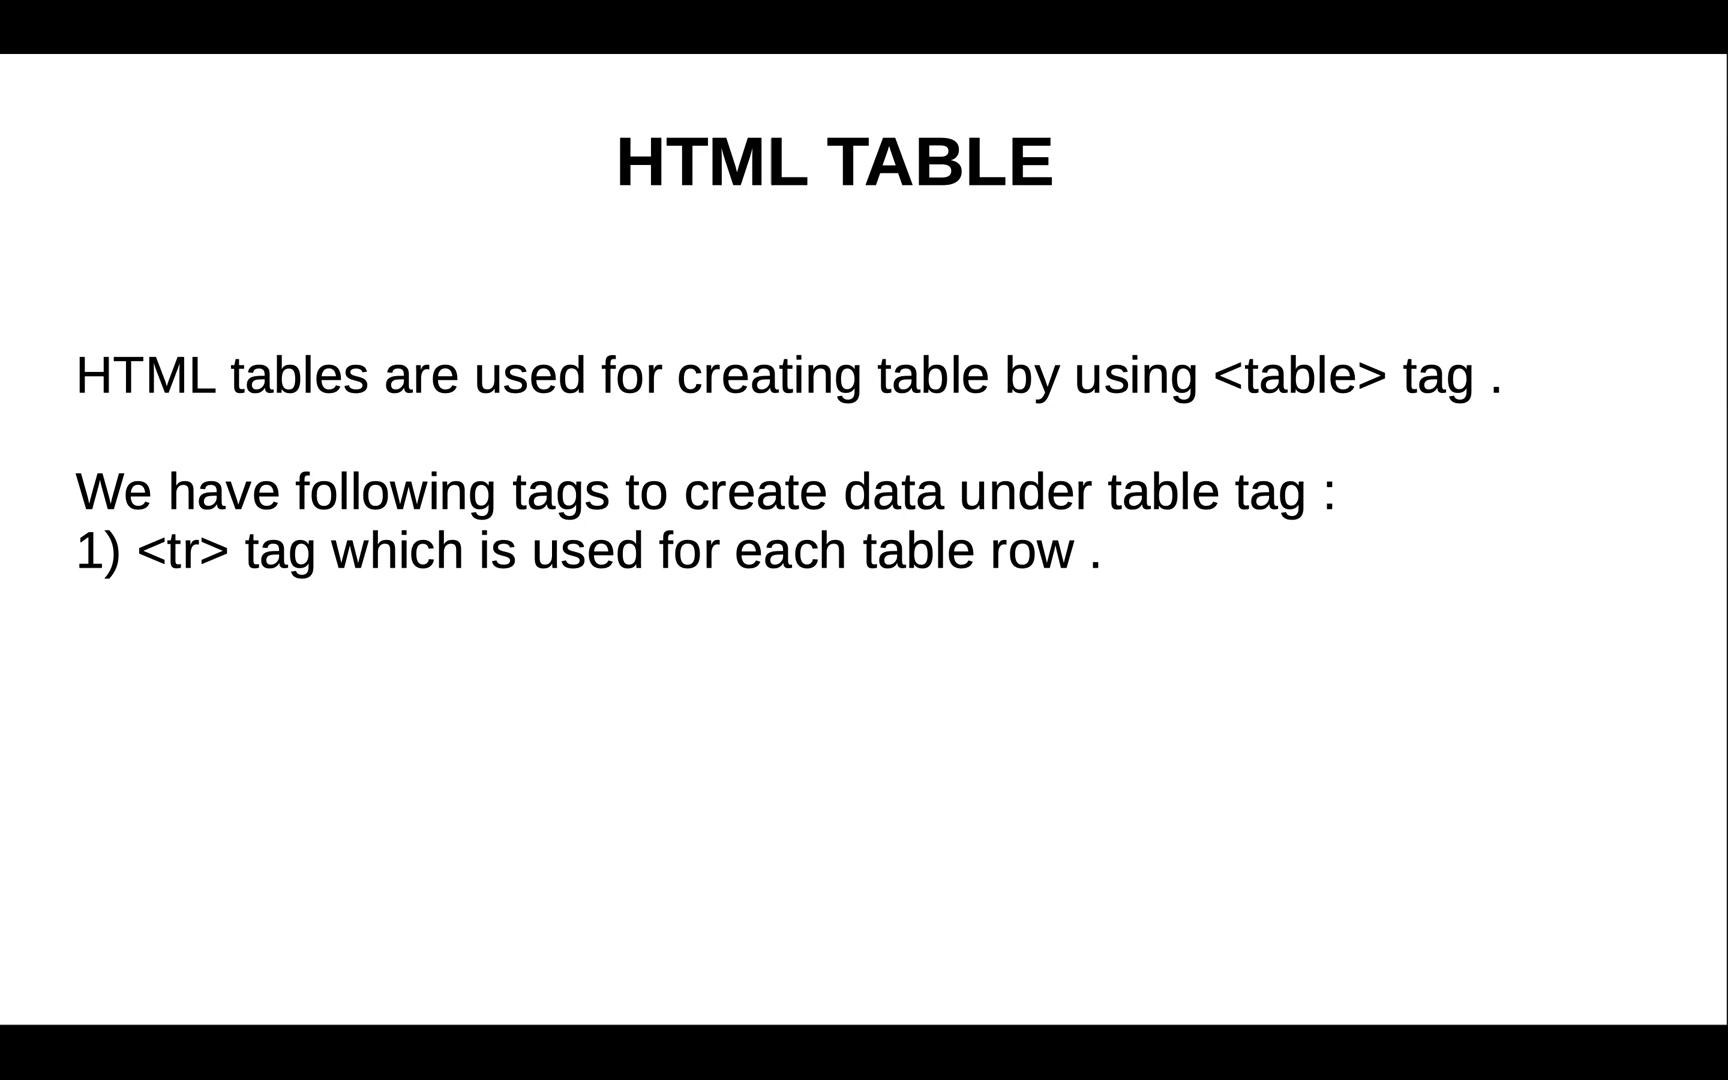 HTML TABLE
HTML tables are used for creating table by using <table> tag .
We have following tags to create data under table tag :
1) <tr> tag which is used for each table row .